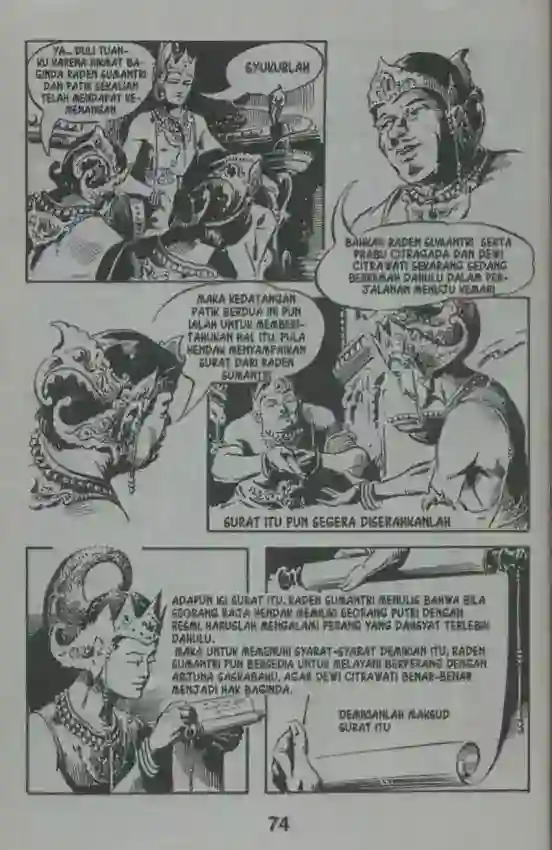 YA... DULI TUAN-
KU KARENA HIKMAT BA-
GINDA RADEN SUMANTRI
DAN PATIK SEKALIAN
TELAH MENDAPAT KE-
MENANGAN
SYUKURLAH
BAHKAN RADEN SUMANTRI SERTA
PRABU CITRAGADA DAN DEWI
CITRAWATI SEKARANG SEDANG
BERKEMAH DAHULU DALAM PER-
JALANAN MENUJU KEMARI
MAKA KEDATANGAN
PATIK BERDUA INI PUN
IALAH UNTUK MEMBERI-
TAHUKAN HAL ITU. PULA
HENDAK MENYAMPAIKAN
SURAT DARI RADEN
SUMANTRI
SURAT ITU PUN SEGERA DISERAHKANLAH
ADAPUN ISI SURAT ITU, RADEN SUMANTRI MENULIS BAHWA BILA
SEORANG RAJA HENDAK MEMILIKI SEORANG PUTRI DENGAN
RESMI, HARUSLAH MENGALAMI PERANG YANG DAHSYAT TERLEBIH
DAHULU.
MAKA UNTUK MEMENUHI SYARAT-SYARAT DEMIKIAN ITU, RADEN
SUMANTRI PUN BERSEDIA UNTUK MELAYANI BERPERANG DENGAN
ARJUNA SASRABAHU, AGAR DEWI CITRAWATI BENAR-BENAR
MENJADI HAK BAGINDA.
DEMIKIANLAH MAKSUD
SURAT ITU
74